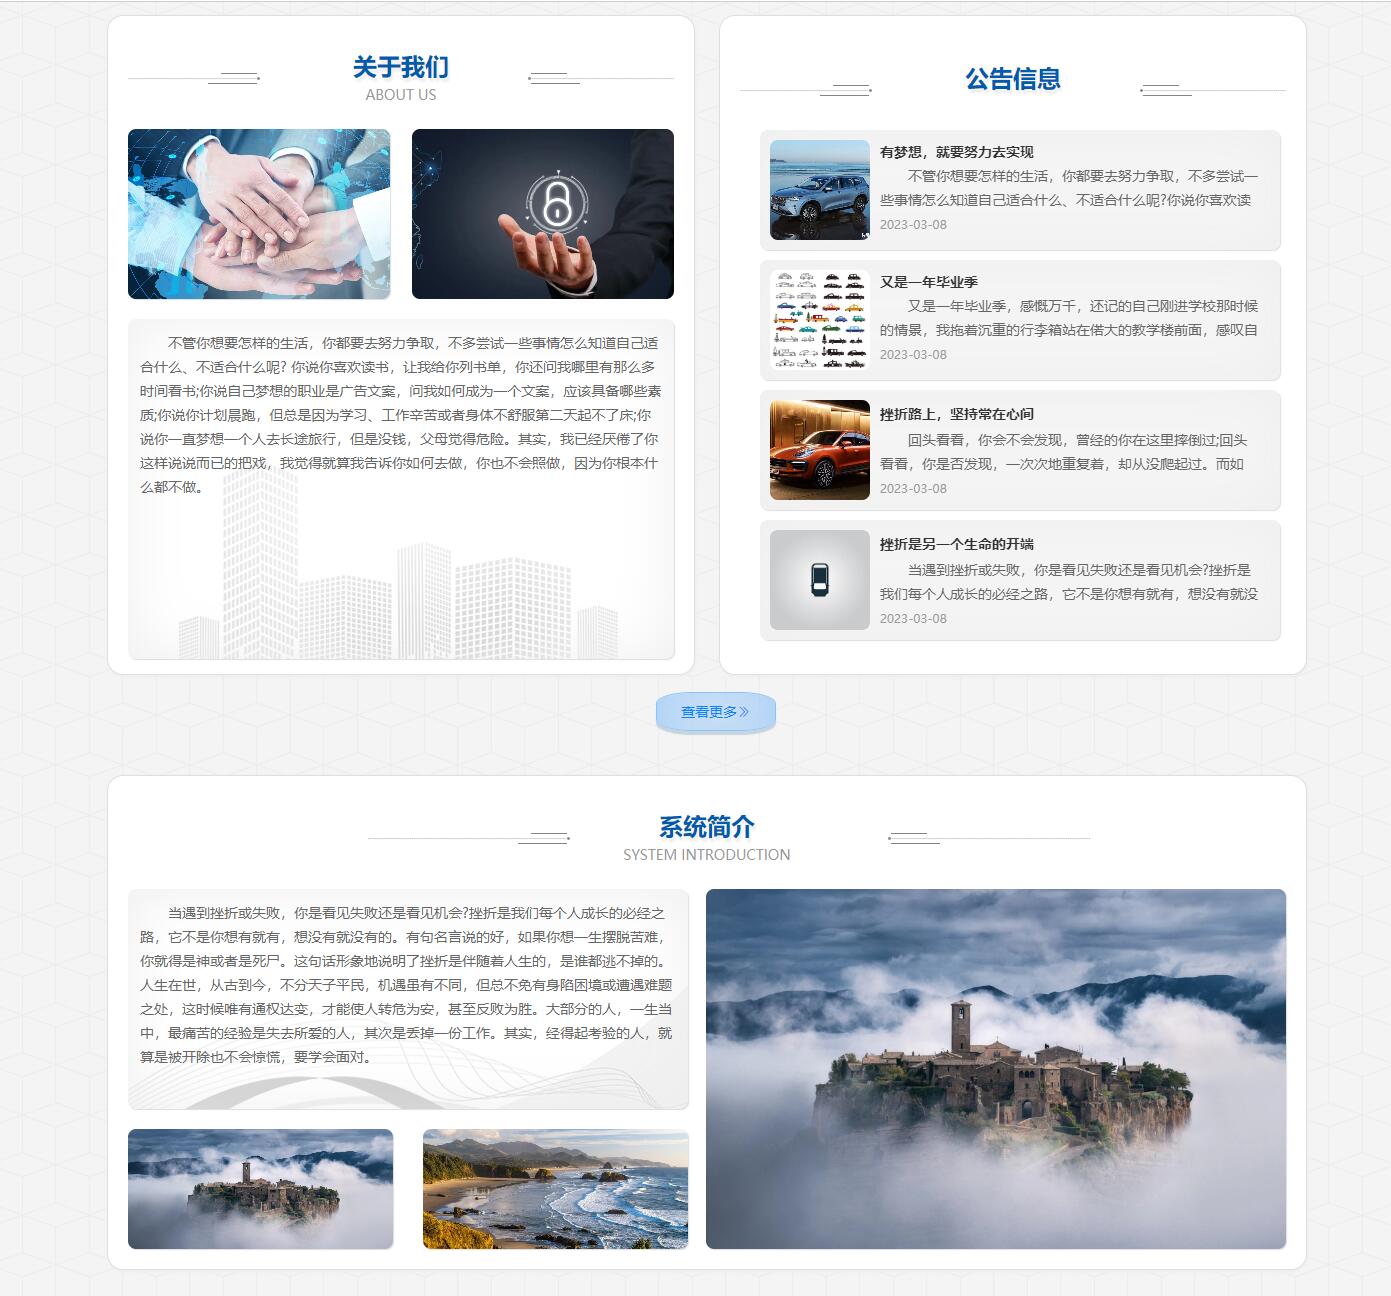 关于我们
ABOUT US
不管你想要怎样的生活，你都要去努力争取，不多尝试一些事情怎么知道自己适
合什么、不适合什么呢? 你说你喜欢读书，让我给你列书单，你还问我哪里有那么多
时间看书;你说自己梦想的职业是广告文案，问我如何成为一个文案，应该具备哪些素
质;你说你计划晨跑，但总是因为学习、工作辛苦或者身体不舒服第二天起不了床;你
说你一直梦想一个人去长途旅行，但是没钱，父母觉得危险。其实，我已经厌倦了你
这样说说而已的把戏，我觉得就算我告诉你如何去做，你也不会照做，因为你根本什
么都不做。
公告信息
有梦想，就要努力去实现
不管你想要怎样的生活，你都要去努力争取，不多尝试一
些事情怎么知道自己适合什么、不适合什么呢?你说你喜欢读
2023-03-08
又是一年毕业季
又是一年毕业季，感慨万千，还记的自己刚进学校那时候
的情景，我拖着沉重的行李箱站在偌大的教学楼前面，感叹自
2023-03-08
挫折路上，坚持常在心间
回头看看，你会不会发现，曾经的你在这里摔倒过;回头
看看，你是否发现，一次次地重复着，却从没爬起过。而如
2023-03-08
挫折是另一个生命的开端
当遇到挫折或失败，你是看见失败还是看见机会?挫折是
我们每个人成长的必经之路，它不是你想有就有，想没有就没
2023-03-08
查看更多
系统简介
SYSTEM INTRODUCTION
当遇到挫折或失败，你是看见失败还是看见机会?挫折是我们每个人成长的必经之
路，它不是你想有就有，想没有就没有的。有句名言说的好，如果你想一生摆脱苦难，
你就得是神或者是死尸。这句话形象地说明了挫折是伴随着人生的，是谁都逃不掉的。
人生在世，从古到今，不分天子平民，机遇虽有不同，但总不免有身陷困境或遭遇难题
之处，这时候唯有通权达变，才能使人转危为安，甚至反败为胜。大部分的人，一生当
中，最痛苦的经验是失去所爱的人，其次是丢掉一份工作。其实，经得起考验的人，就
算是被开除也不会惊慌，要学会面对。